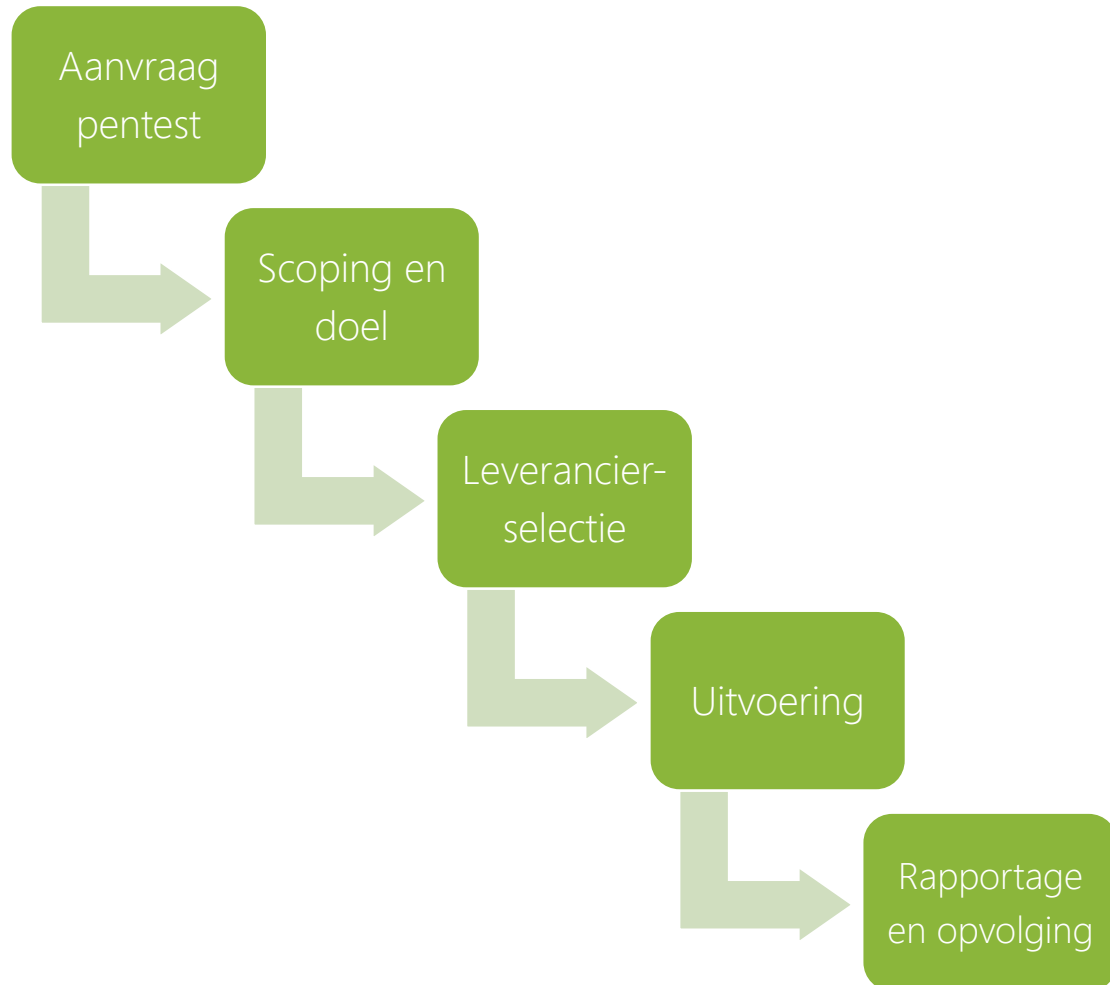 Aanvraag
pentest
Scoping en
doel
Leverancier-
selectie
Uitvoering
Rapportage
en opvolging